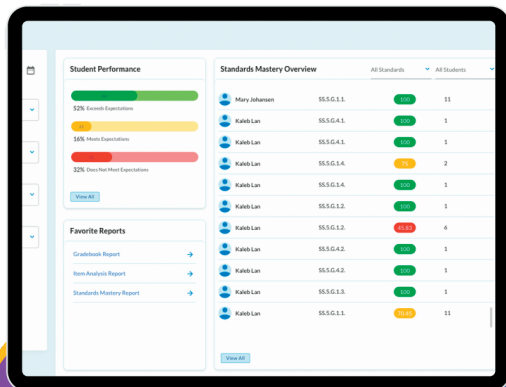 Student Performance
52% Exceeds Expectations
16% Meets Expectations
32% Does Not Meet Expectations
View All
Favorite Reports
Gradebook Report
Item Analysis Report
Standards Mastery Report
Standards Mastery Overview
All Standards
All Students
Mary Johansen SS.5.G.1.1. 100 11
Kaleb Lan SS.5.G.4.1. 100 1
Kaleb Lan SS.5.G.4.1. 100 1
Kaleb Lan SS.5.G.1.4. 75 2
Kaleb Lan SS.5.G.1.4. 100 1
Kaleb Lan SS.5.G.1.2. 100 1
Kaleb Lan SS.5.G.1.2. 45.83 6
Kaleb Lan SS.5.G.4.2. 100 1
Kaleb Lan SS.5.G.4.2. 100 1
Kaleb Lan SS.5.G.1.3. 100 1
Kaleb Lan SS.5.G.1.1. 11
View All